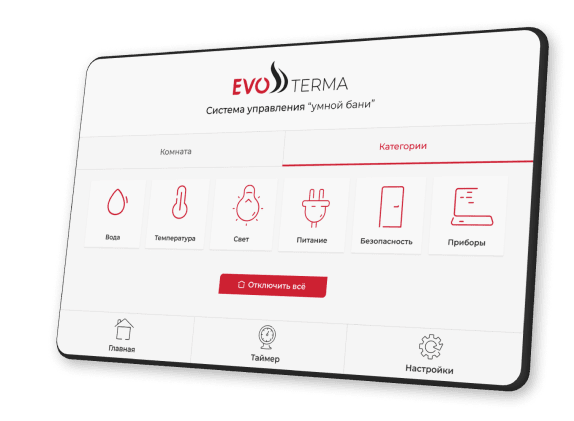 EVO TERMA
Система управления "умной бани"
Комната
Категории
Вода
Температура
Свет
Питание
Безопасность
Приборы
Отключить всё
Главная
Таймер
Настройки